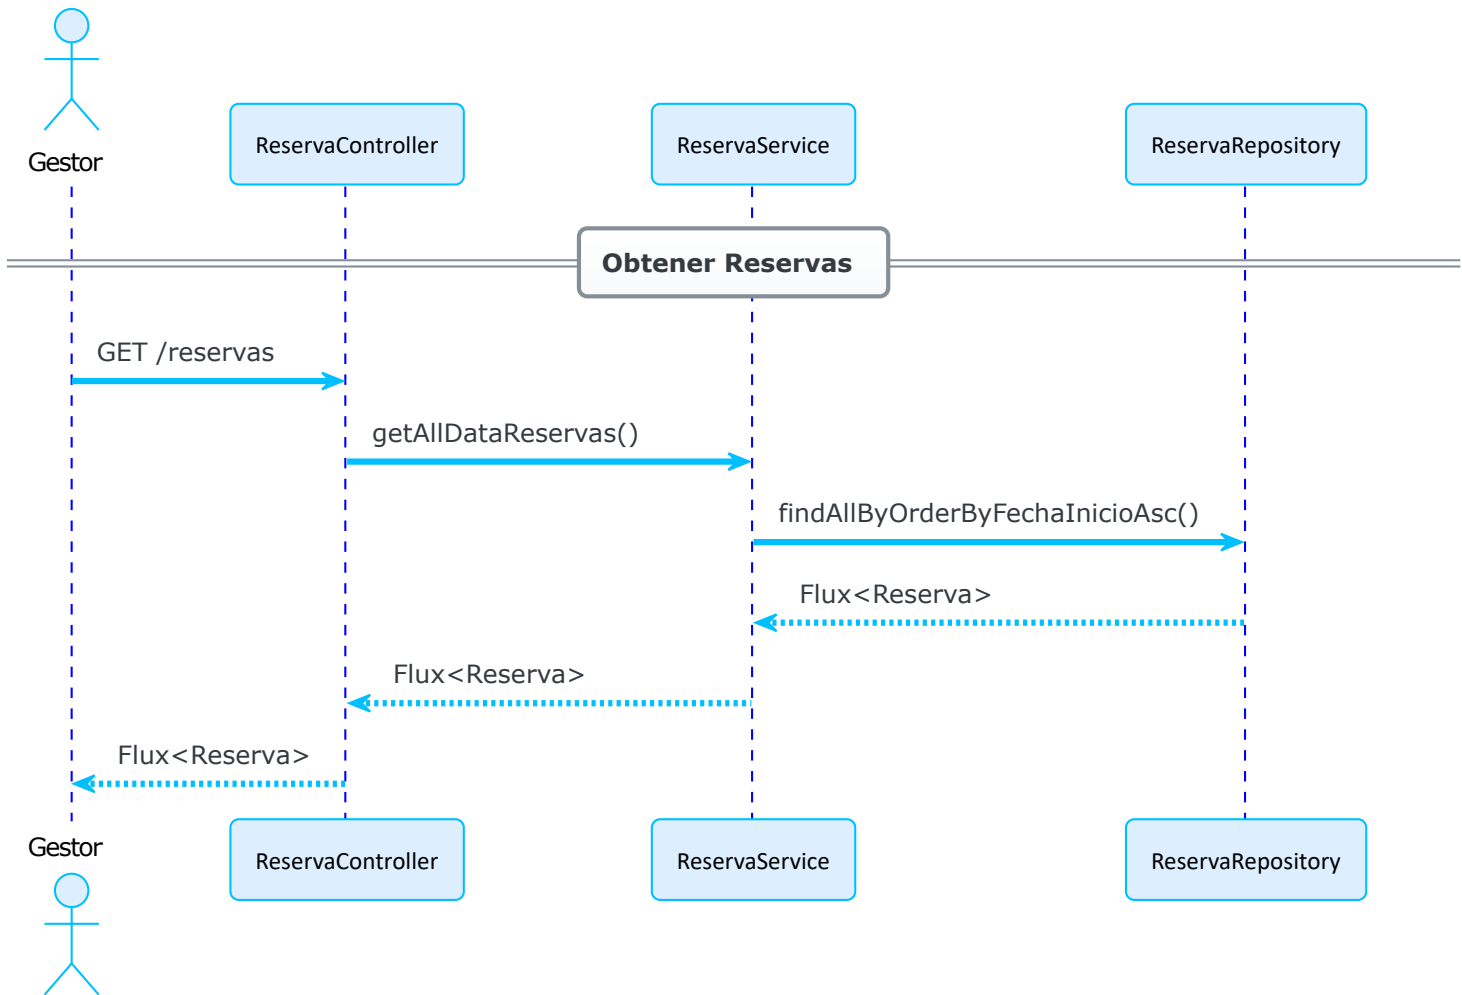 Gestor
ReservaController
ReservaService
ReservaRepository
Obtener Reservas
GET /reservas
getAllDataReservas()
findAllByOrderByFechaInicioAsc()
Flux<Reserva>
Flux<Reserva>
Flux<Reserva>
Gestor
ReservaController
ReservaService
ReservaRepository